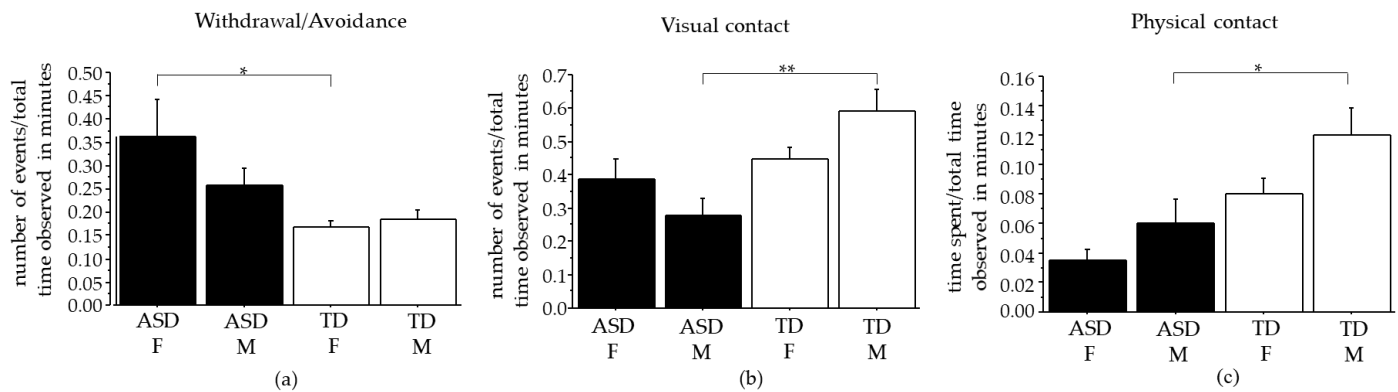 Withdrawal/Avoidance
number of events/total
time observed in minutes
0.50
0.45
0.40
0.35
0.30
0.25
0.20
0.15
0.10
0.05
0.00
*
ASD
F
ASD
M
TD
F
TD
M
(a)
Visual contact
number of events/total
time observed in minutes
0.7
0.6
0.5
0.4
0.3
0.2
0.1
0.0
**
ASD
F
ASD
M
TD
F
TD
M
(b)
Physical contact
time spent/total time
observed in minutes
0.16
0.14
0.12
0.10
0.08
0.06
0.04
0.02
0.00
*
ASD
F
ASD
M
TD
F
TD
M
(c)